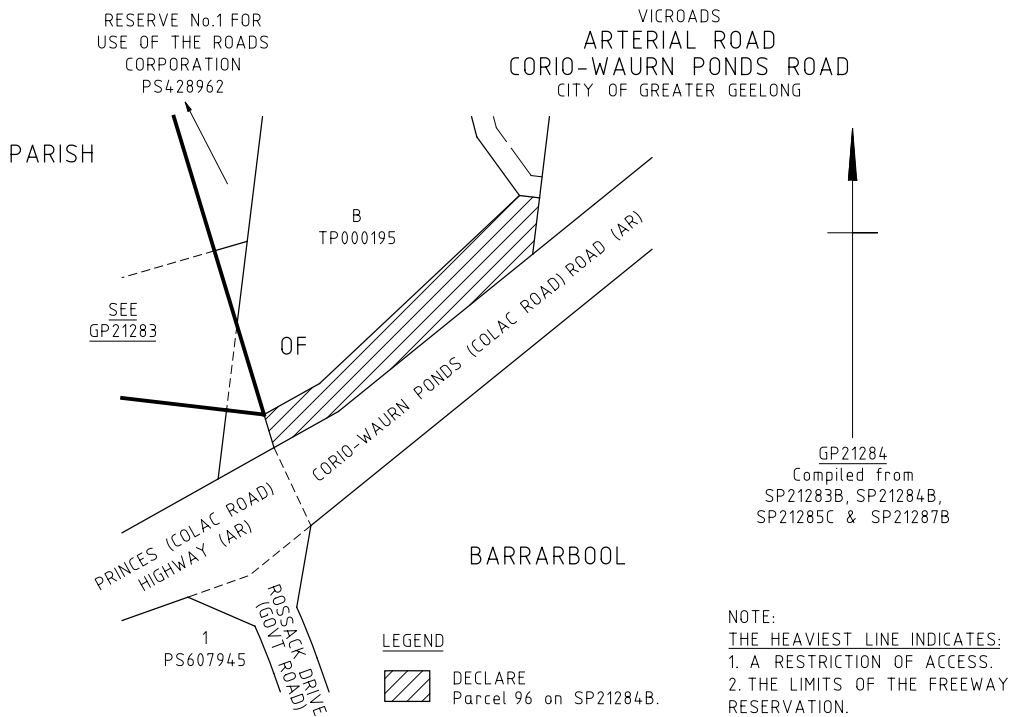 RESERVE No.1 FOR
USE OF THE ROADS
CORPORATION
PS428962
VICROADS
ARTERIAL ROAD
CORIO-WAURN PONDS ROAD
CITY OF GREATER GEELONG
PARISH
B
TP000195
SEE
GP21283
OF
CORIO-WAURN PONDS (COLAC ROAD) ROAD (AR)
GP21284
Compiled from
SP21283B, SP21284B,
SP21285C & SP21287B
PRINCES (COLAC ROAD)
HIGHWAY (AR)
BARRARBOOL
ROSSACK DRIVE
(GOVT ROAD)
1
PS607945
LEGEND
DECLARE
Parcel 96 on SP21284B.
NOTE:
THE HEAVIEST LINE INDICATES:
1. A RESTRICTION OF ACCESS.
2. THE LIMITS OF THE FREEWAY
RESERVATION.